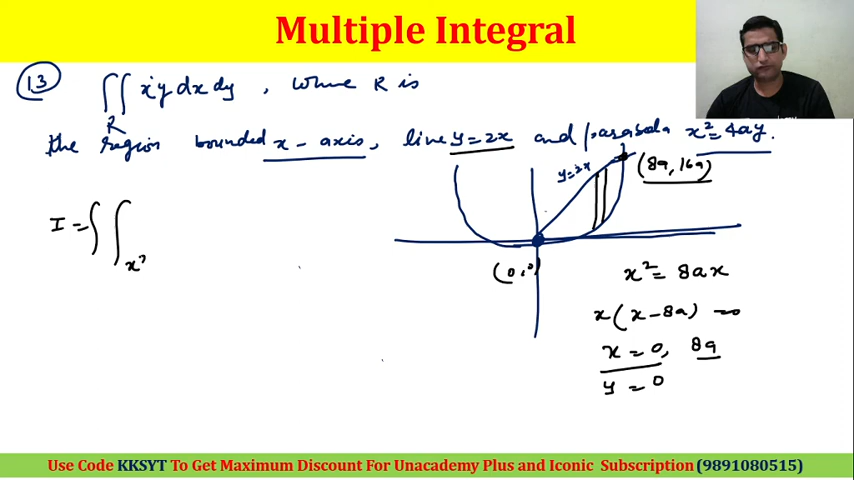 Multiple Integral
13 ∬ xy dx dy, where R is
R
the region bounded x-axis, line y=2x and parabola x²=4ay.
y=2x
(8a, 16a)
I = ∫∫
x²
(0,0)
x² = 8ax
x(x-8a) =0
x = 0, 8a
y = 0
Use Code KKSYT To Get Maximum Discount For Unacademy Plus and Iconic Subscription (9891080515)